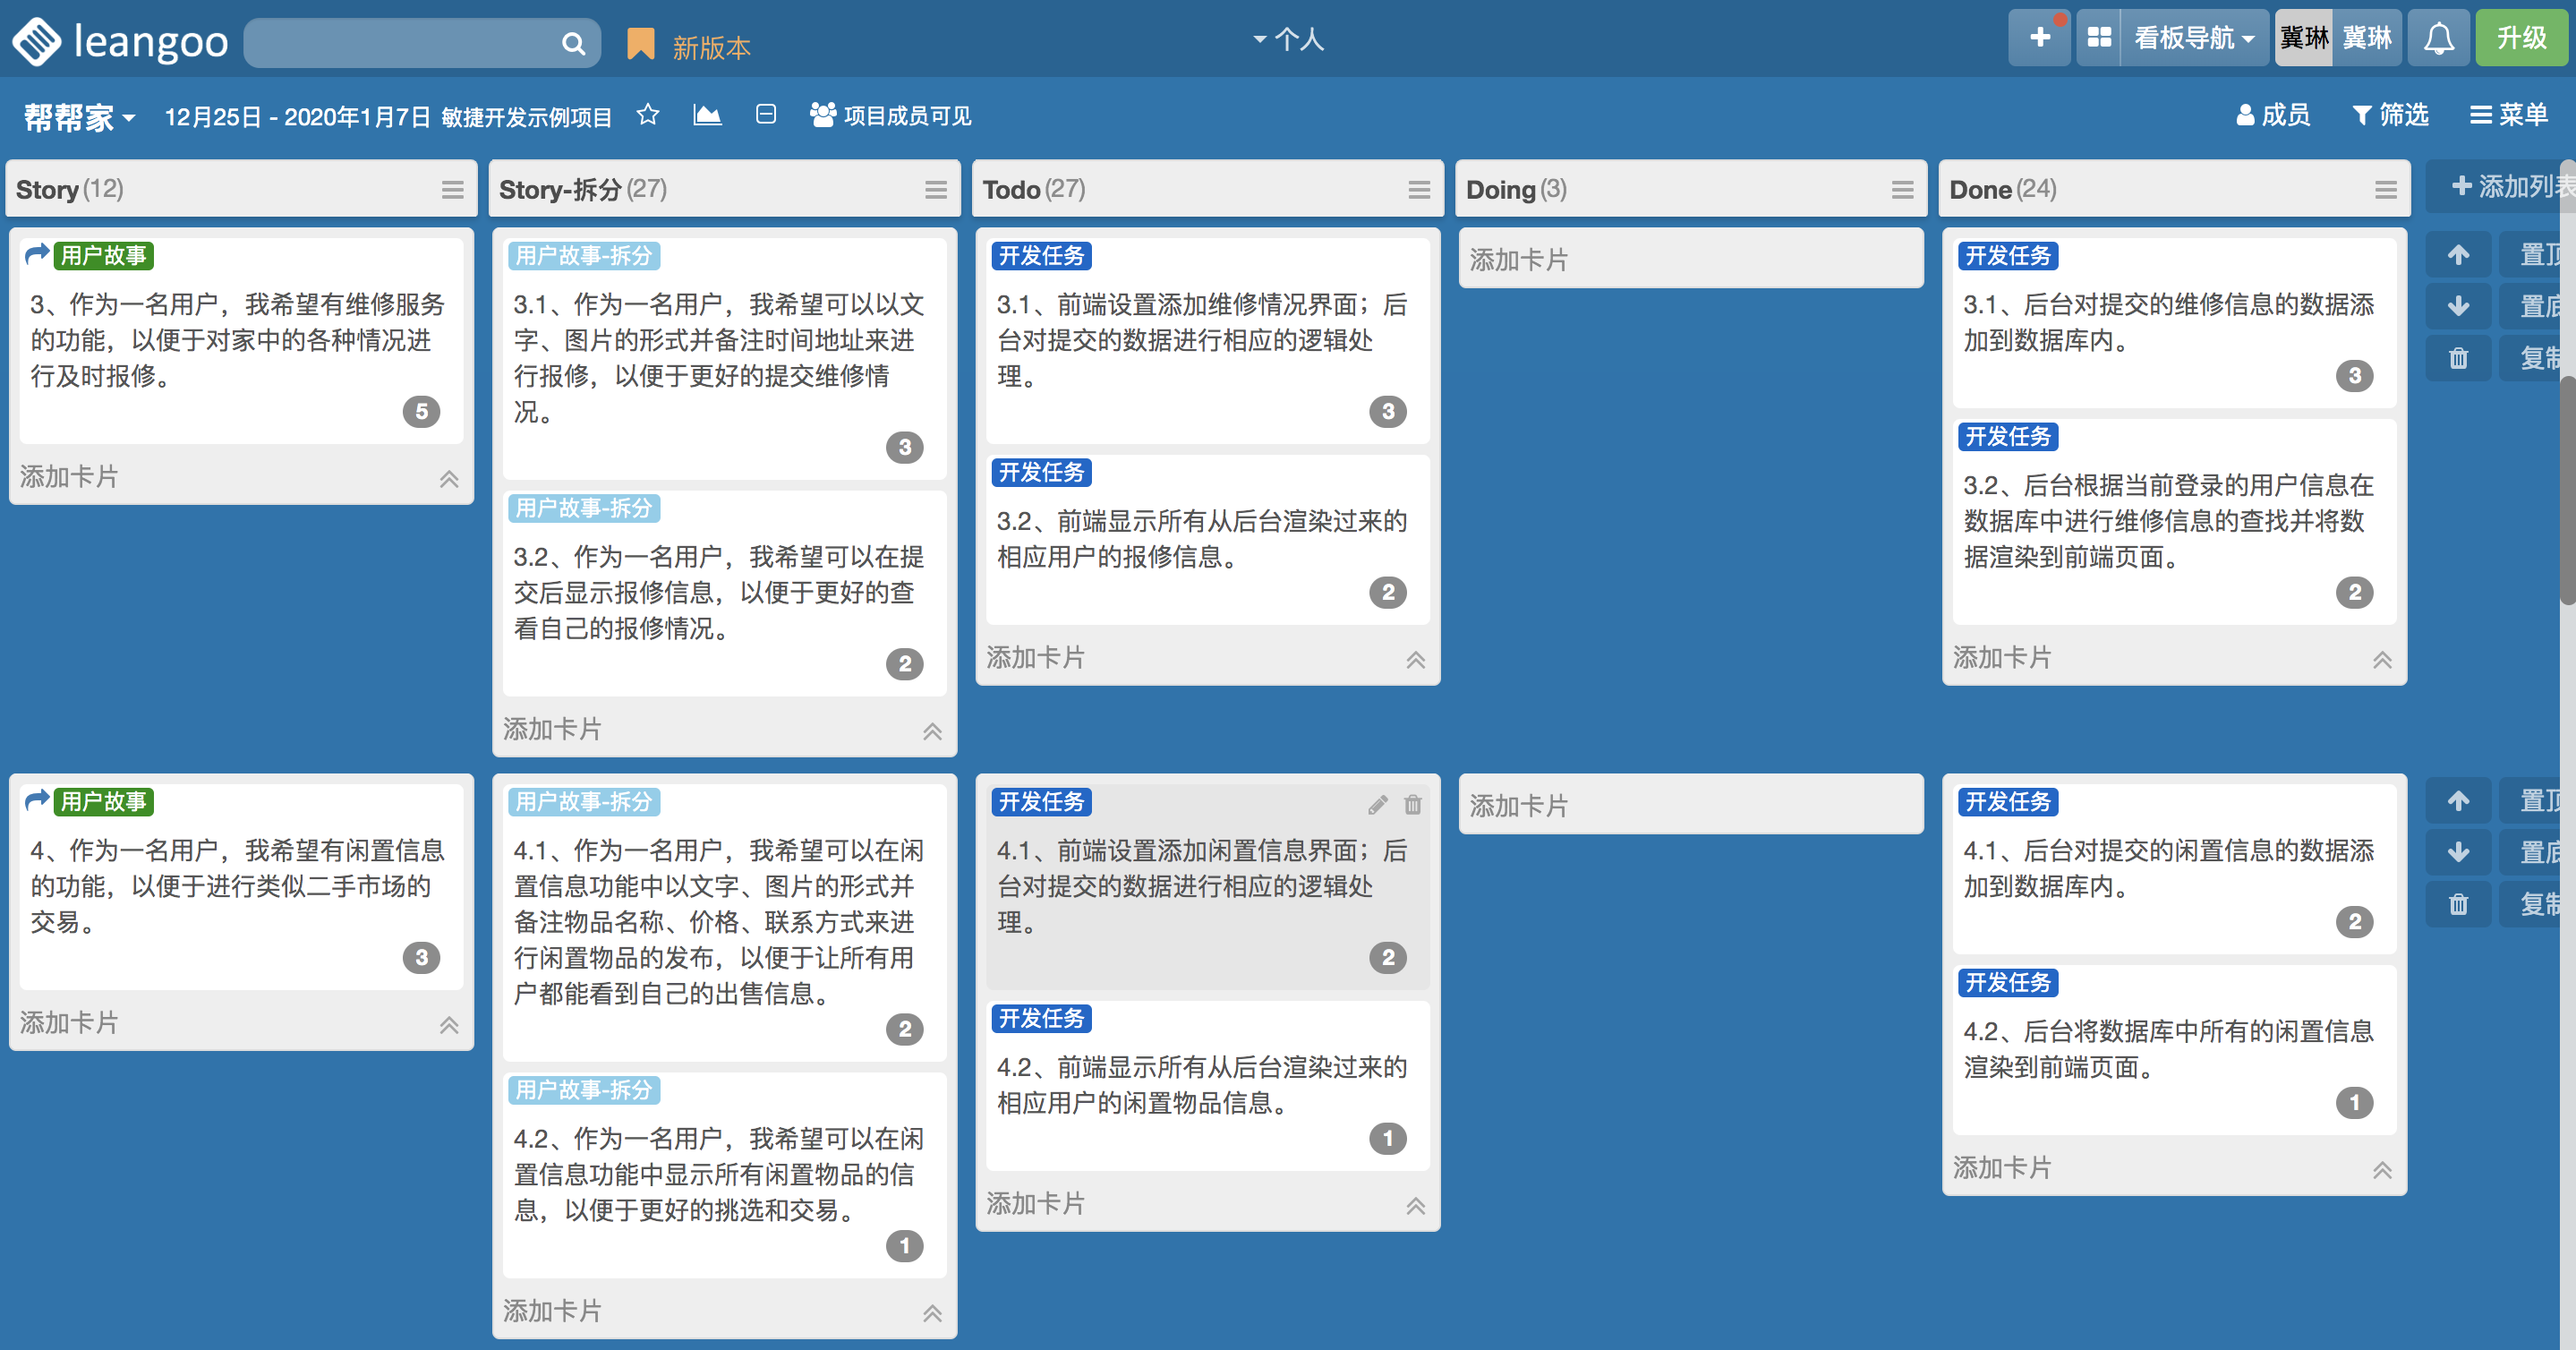 leangoo
新版本
个人
看板导航
冀琳
冀琳
升级
帮帮家
12月25日 - 2020年1月7日 敏捷开发示例项目
项目成员可见
成员
筛选
菜单
Story (12)
Story-拆分 (27)
Todo (27)
Doing (3)
Done (24)
添加列表
用户故事
3、作为一名用户，我希望有维修服务
的功能，以便于对家中的各种情况进
行及时报修。
5
添加卡片
用户故事-拆分
3.1、作为一名用户，我希望可以以文
字、图片的形式并备注时间地址来进
行报修，以便于更好的提交维修情
况。
3
用户故事-拆分
3.2、作为一名用户，我希望可以在提
交后显示报修信息，以便于更好的查
看自己的报修情况。
2
添加卡片
开发任务
3.1、前端设置添加维修情况界面；后
台对提交的数据进行相应的逻辑处
理。
3
开发任务
3.2、前端显示所有从后台渲染过来的
相应用户的报修信息。
2
添加卡片
添加卡片
开发任务
3.1、后台对提交的维修信息的数据添
加到数据库内。
3
开发任务
3.2、后台根据当前登录的用户信息在
数据库中进行维修信息的查找并将数
据渲染到前端页面。
2
添加卡片
置顶
置底
复制
用户故事
4、作为一名用户，我希望有闲置信息
的功能，以便于进行类似二手市场的
交易。
3
添加卡片
用户故事-拆分
4.1、作为一名用户，我希望可以在闲
置信息功能中以文字、图片的形式并
备注物品名称、价格、联系方式来进
行闲置物品的发布，以便于让所有用
户都能看到自己的出售信息。
2
用户故事-拆分
4.2、作为一名用户，我希望可以在闲
置信息功能中显示所有闲置物品的信
息，以便于更好的挑选和交易。
1
添加卡片
开发任务
4.1、前端设置添加闲置信息界面；后
台对提交的数据进行相应的逻辑处
理。
2
开发任务
4.2、前端显示所有从后台渲染过来的
相应用户的闲置物品信息。
1
添加卡片
添加卡片
开发任务
4.1、后台对提交的闲置信息的数据添
加到数据库内。
2
开发任务
4.2、后台将数据库中所有的闲置信息
渲染到前端页面。
1
添加卡片
置顶
置底
复制